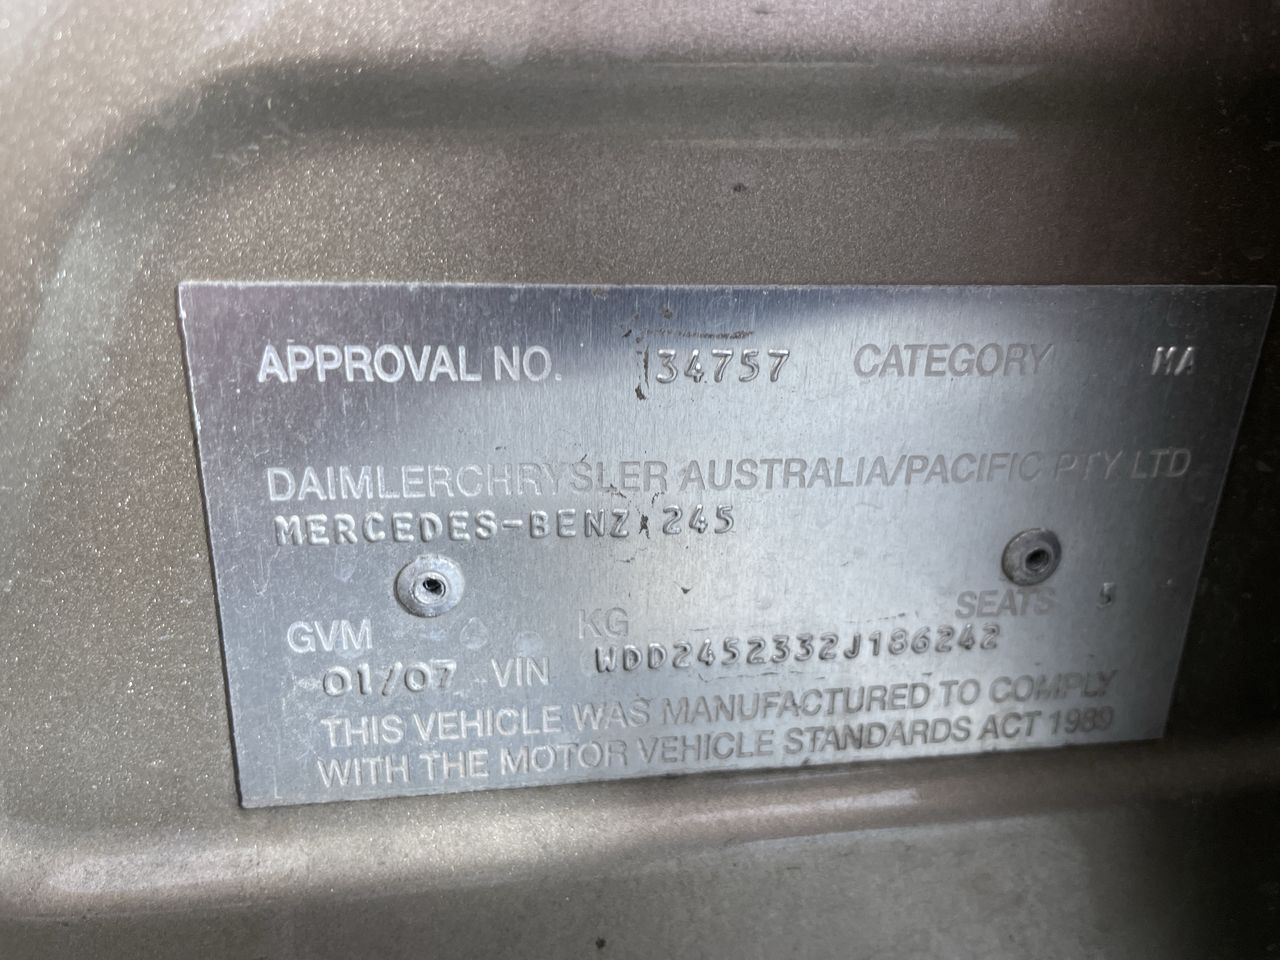 APPROVAL NO. 34757 CATEGORY MA
DAIMLERCHRYSLER AUSTRALIA/PACIFIC PTY LTD
MERCEDES-BENZ 245
GVM KG SEATS 5
01/07 VIN WDD2452332J186242
THIS VEHICLE WAS MANUFACTURED TO COMPLY
WITH THE MOTOR VEHICLE STANDARDS ACT 1989